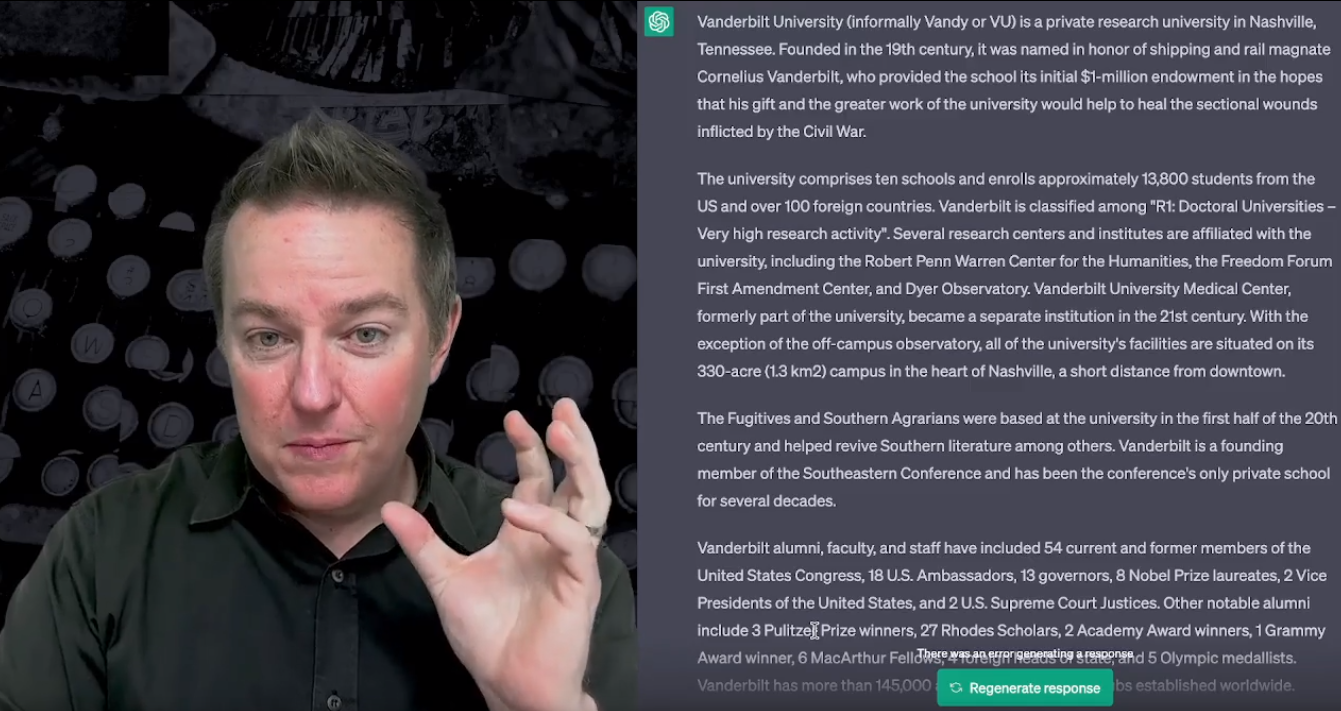 Vanderbilt University (informally Vandy or VU) is a private research university in Nashville,
Tennessee. Founded in the 19th century, it was named in honor of shipping and rail magnate
Cornelius Vanderbilt, who provided the school its initial $1-million endowment in the hopes
that his gift and the greater work of the university would help to heal the sectional wounds
inflicted by the Civil War.
The university comprises ten schools and enrolls approximately 13,800 students from the
US and over 100 foreign countries. Vanderbilt is classified among "R1: Doctoral Universities –
Very high research activity". Several research centers and institutes are affiliated with the
university, including the Robert Penn Warren Center for the Humanities, the Freedom Forum
First Amendment Center, and Dyer Observatory. Vanderbilt University Medical Center,
formerly part of the university, became a separate institution in the 21st century. With the
exception of the off-campus observatory, all of the university's facilities are situated on its
330-acre (1.3 km2) campus in the heart of Nashville, a short distance from downtown.
The Fugitives and Southern Agrarians were based at the university in the first half of the 20th
century and helped revive Southern literature among others. Vanderbilt is a founding
member of the Southeastern Conference and has been the conference's only private school
for several decades.
Vanderbilt alumni, faculty, and staff have included 54 current and former members of the
United States Congress, 18 U.S. Ambassadors, 13 governors, 8 Nobel Prize laureates, 2 Vice
Presidents of the United States, and 2 U.S. Supreme Court Justices. Other notable alumni
include 3 Pulitzer Prize winners, 27 Rhodes Scholars, 2 Academy Award winners, 1 Grammy
There was an error generating a response
Award winner, 6 MacArthur Fellows, 4 foreign heads of state, and 5 Olympic medallists.
Vanderbilt has more than 145,000 established worldwide.
Regenerate response
W
A
D